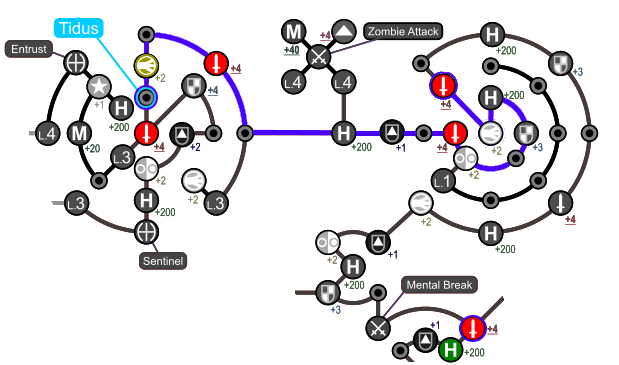 Tidus
Entrust
Zombie Attack
M
+40
+4
H
+200
+2
+4
+3
+1
L.4
L.4
+4
H
+200
H
+200
+4
L.4
M
+20
+4
+2
H
+200
+1
+4
+2
+3
L.3
+2
+2
L.1
+2
L.3
H
+200
L.3
+2
+4
H
+200
Sentinel
+2
+1
H
+200
+3
Mental Break
+1
+4
H
+200